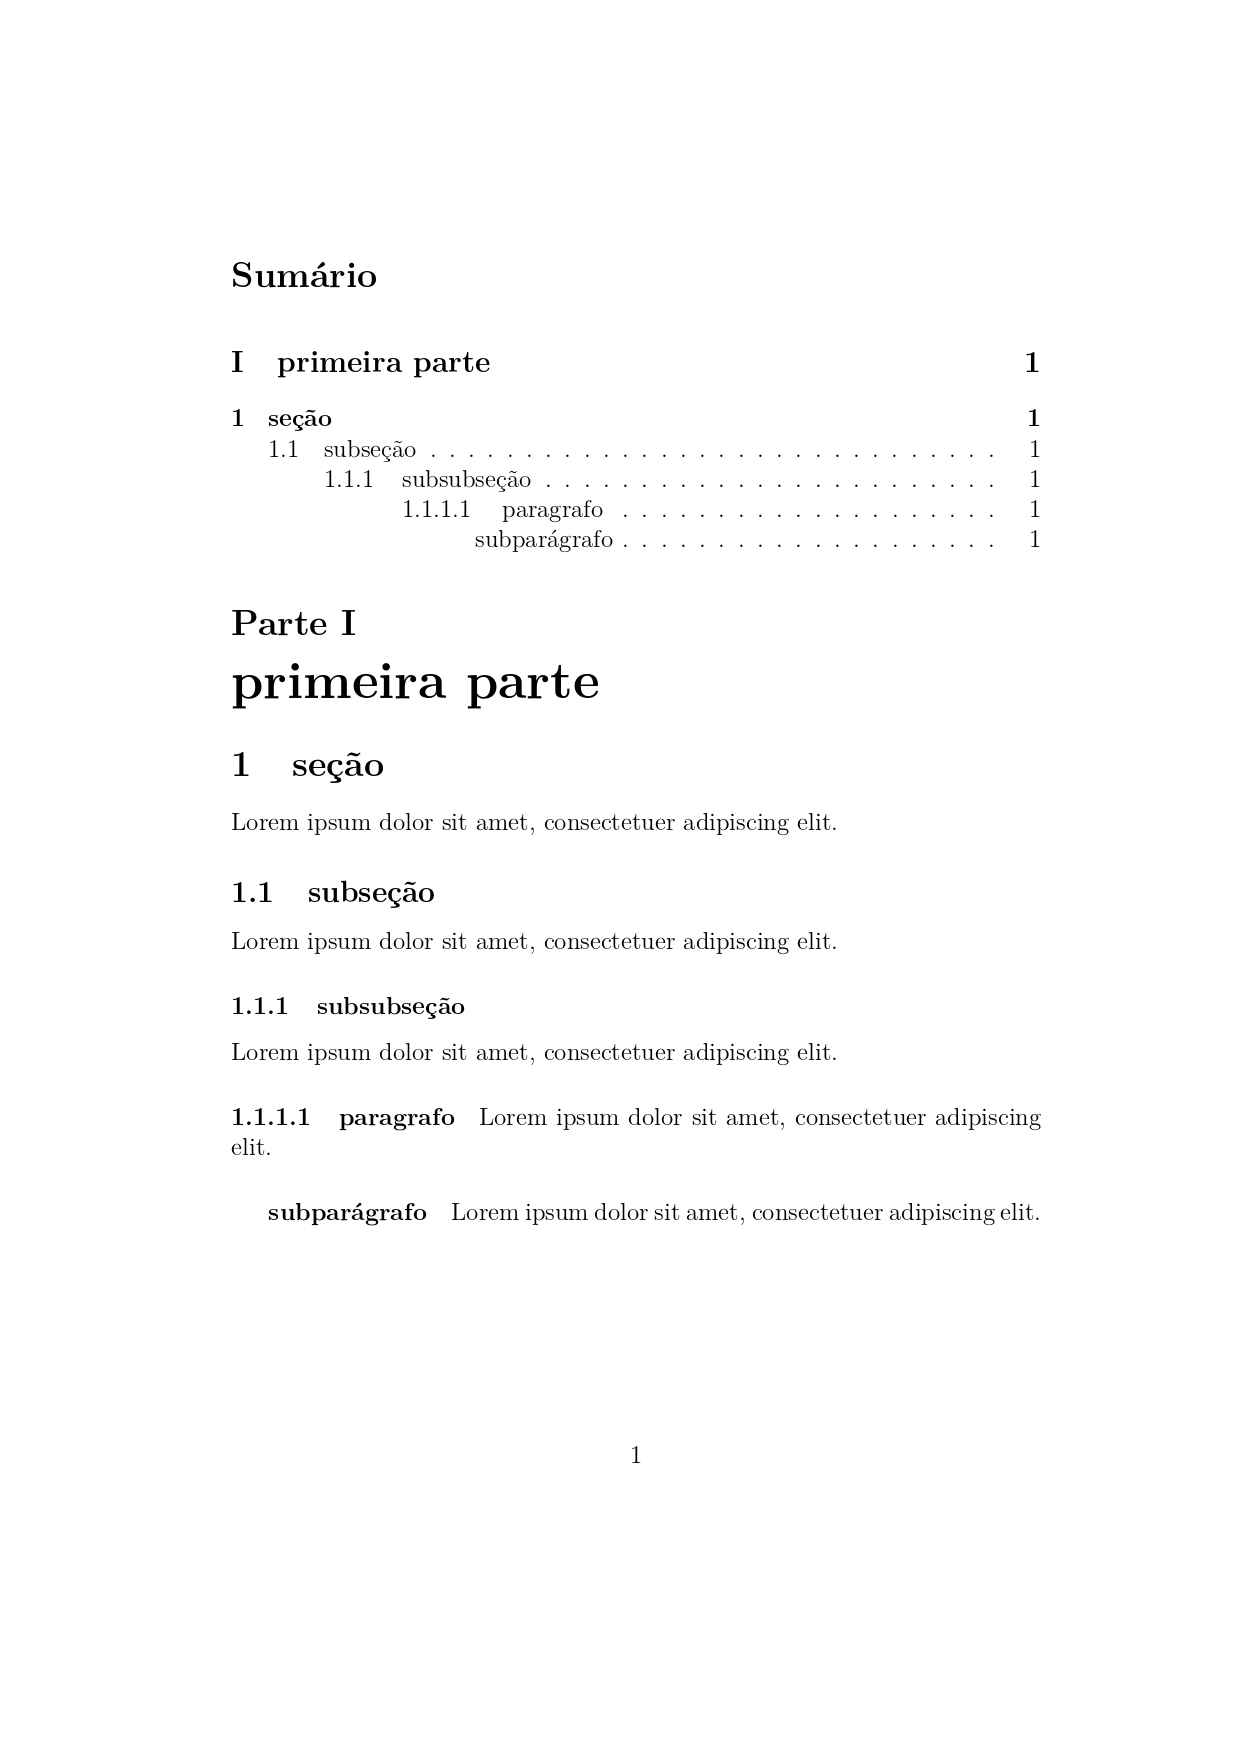 Sumário
I primeira parte 1
1 seção 1
1.1 subseção . . . . . . . . . . . . . . . . . . . . . . . . . . . . . . 1
1.1.1 subsubseção . . . . . . . . . . . . . . . . . . . . . . . . 1
1.1.1.1 paragrafo . . . . . . . . . . . . . . . . . . . . 1
subparágrafo . . . . . . . . . . . . . . . . . . . . 1
Parte I
primeira parte
1 seção
Lorem ipsum dolor sit amet, consectetuer adipiscing elit.
1.1 subseção
Lorem ipsum dolor sit amet, consectetuer adipiscing elit.
1.1.1 subsubseção
Lorem ipsum dolor sit amet, consectetuer adipiscing elit.
1.1.1.1 paragrafo Lorem ipsum dolor sit amet, consectetuer adipiscing
elit.
subparágrafo Lorem ipsum dolor sit amet, consectetuer adipiscing elit.
1